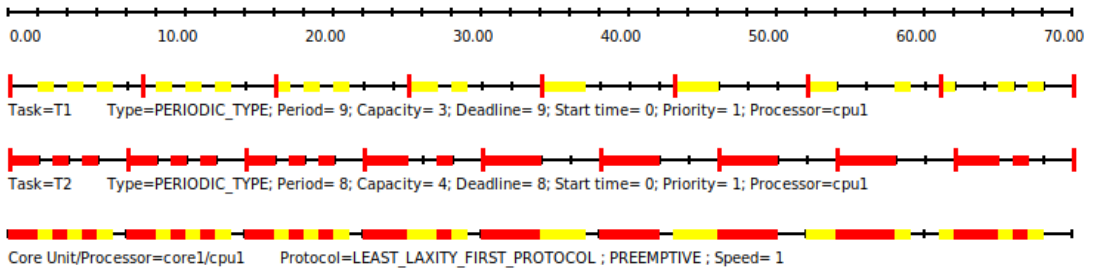 0.00 10.00 20.00 30.00 40.00 50.00 60.00 70.00
Task=T1 Type=PERIODIC_TYPE; Period= 9; Capacity= 3; Deadline= 9; Start time= 0; Priority= 1; Processor=cpu1
Task=T2 Type=PERIODIC_TYPE; Period= 8; Capacity= 4; Deadline= 8; Start time= 0; Priority= 1; Processor=cpu1
Core Unit/Processor=core1/cpu1 Protocol=LEAST_LAXITY_FIRST_PROTOCOL ; PREEMPTIVE ; Speed= 1